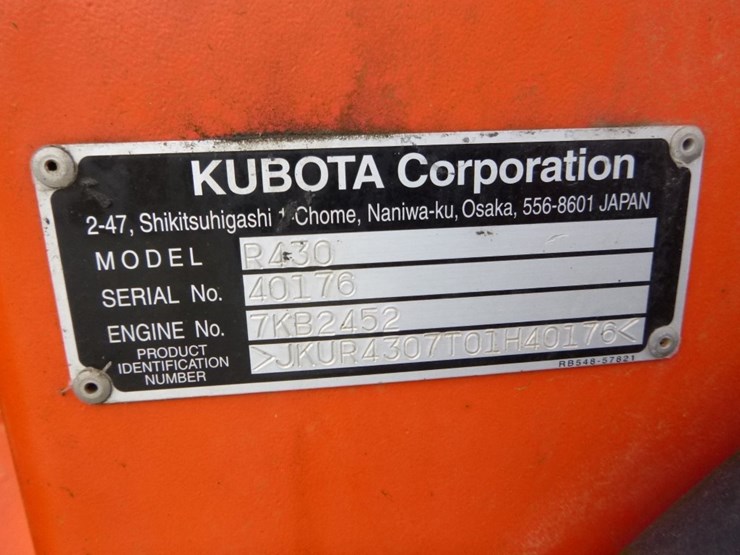 KUBOTA Corporation
2-47, Shikitsuhigashi 1-Chome, Naniwa-ku, Osaka, 556-8601 JAPAN
MODEL R430
SERIAL No. 40176
ENGINE No. 7KB2452
PRODUCT IDENTIFICATION NUMBER >JKUR4307T01H40176<
RB548-57821